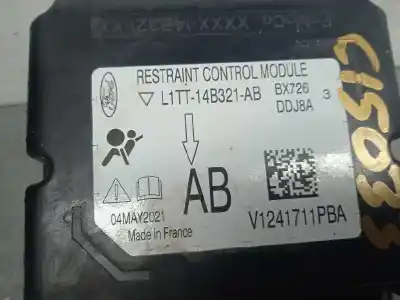 RESTRAINT CONTROL MODULE
L1TT-14B321-AB BX726 3
DDJ8A
AB
04MAY2021
Made in France
V1241711PBA